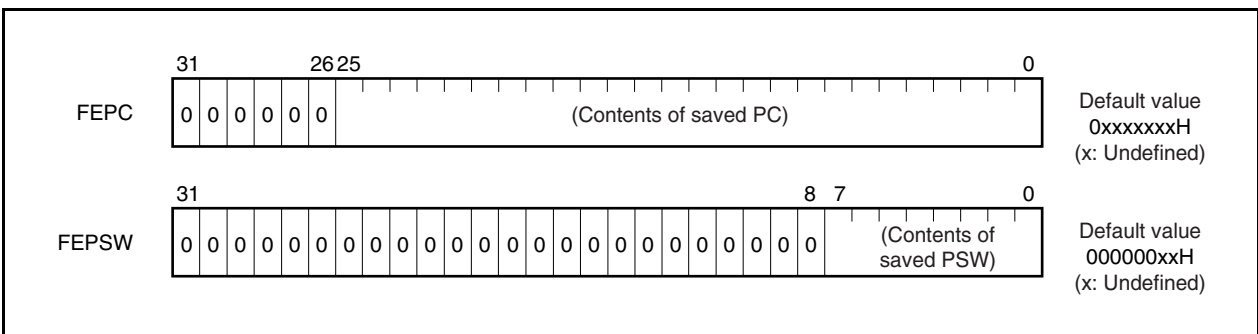 31 26 25 0
FEPC 0 0 0 0 0 0 (Contents of saved PC) Default value
0xxxxxxxH
(x: Undefined)
31 8 7 0
FEPSW 0 0 0 0 0 0 0 0 0 0 0 0 0 0 0 0 0 0 0 0 0 0 0 0 (Contents of
saved PSW) Default value
000000xxH
(x: Undefined)